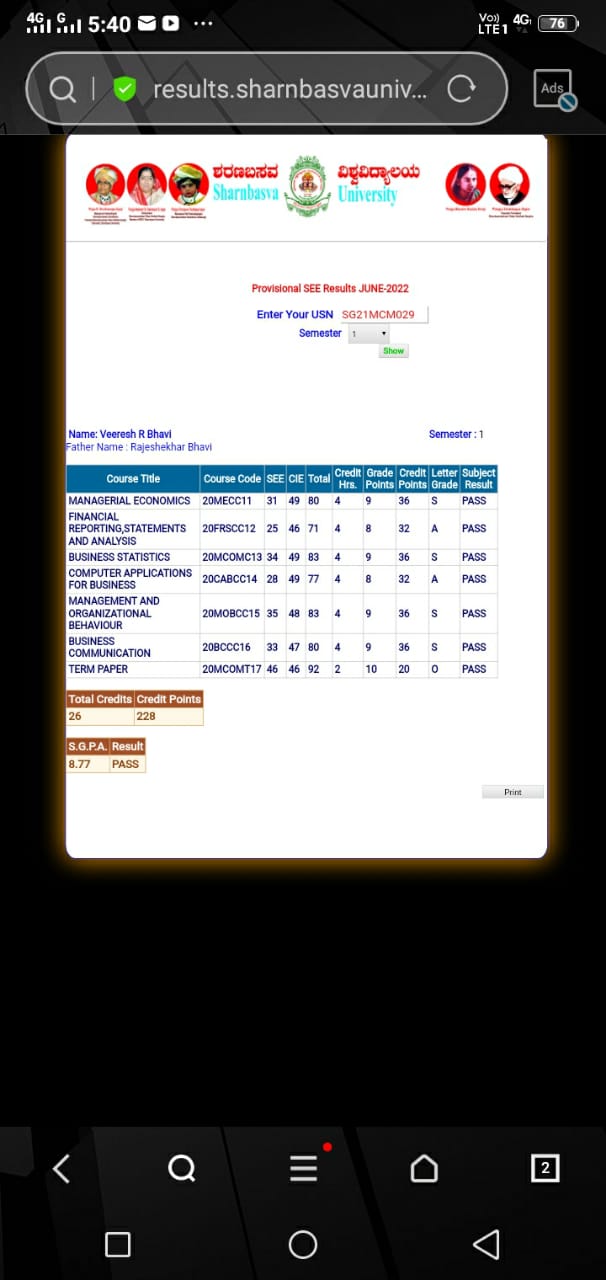 4G G 5:40 ... Vo)) LTE1 4G 76
results.sharnbasvauniv... Ads
ಶರಣಬಸವ ವಿಶ್ವವಿದ್ಯಾಲಯ
Sharnbasva University
Provisional SEE Results JUNE-2022
Enter Your USN SG21MCM029
Semester 1
Show
Name: Veeresh R Bhavi Semester : 1
Father Name : Rajeshekhar Bhavi
Course Title Course Code SEE CIE Total Credit Hrs. Grade Points Credit Points Letter Grade Subject Result
MANAGERIAL ECONOMICS 20MECC11 31 49 80 4 9 36 S PASS
FINANCIAL
REPORTING,STATEMENTS 20FRSCC12 25 46 71 4 8 32 A PASS
AND ANALYSIS
BUSINESS STATISTICS 20MCOMC13 34 49 83 4 9 36 S PASS
COMPUTER APPLICATIONS
FOR BUSINESS 20CABCC14 28 49 77 4 8 32 A PASS
MANAGEMENT AND
ORGANIZATIONAL 20MOBCC15 35 48 83 4 9 36 S PASS
BEHAVIOUR
BUSINESS
COMMUNICATION 20BCCC16 33 47 80 4 9 36 S PASS
TERM PAPER 20MCOMT17 46 46 92 2 10 20 O PASS
Total Credits Credit Points
26 228
S.G.P.A. Result
8.77 PASS
Print
2